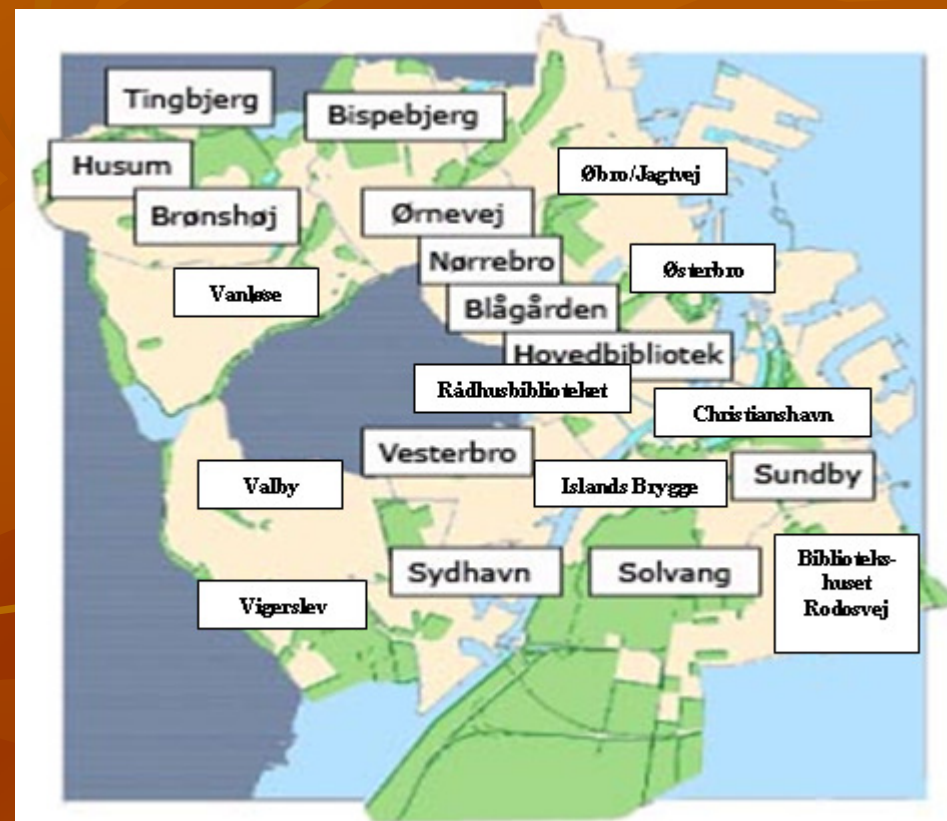 Tingbjerg
Bispebjerg
Husum
Øbro/Jagtvej
Brønshøj
Ørnevej
Nørrebro
Østerbro
Vanløse
Blågården
Hovedbibliotek
Rådhusbiblioteket
Christianshavn
Vesterbro
Sundby
Valby
Islands Brygge
Sydhavn
Solvang
Biblioteks-
huset
Rodosvej
Vigerslev